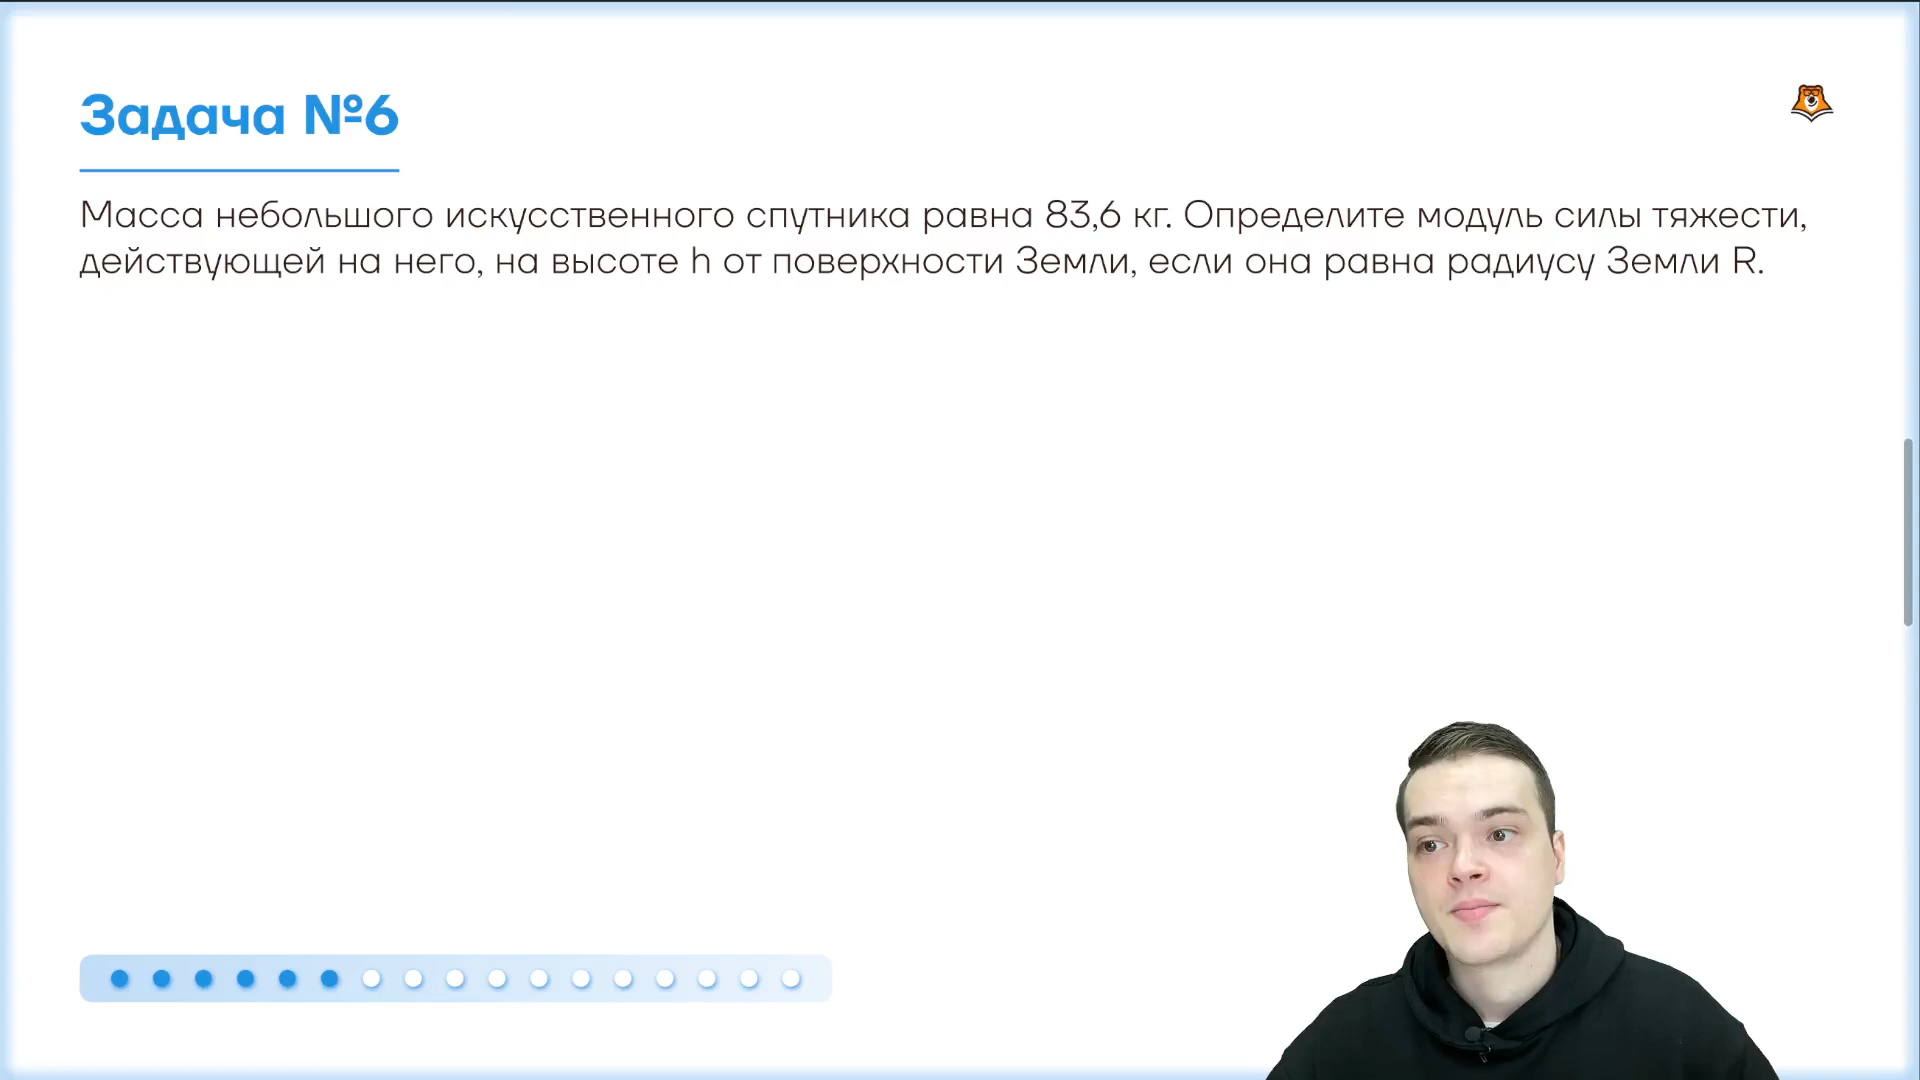 Задача №6
Масса небольшого искусственного спутника равна 83,6 кг. Определите модуль силы тяжести,
действующей на него, на высоте h от поверхности Земли, если она равна радиусу Земли R.